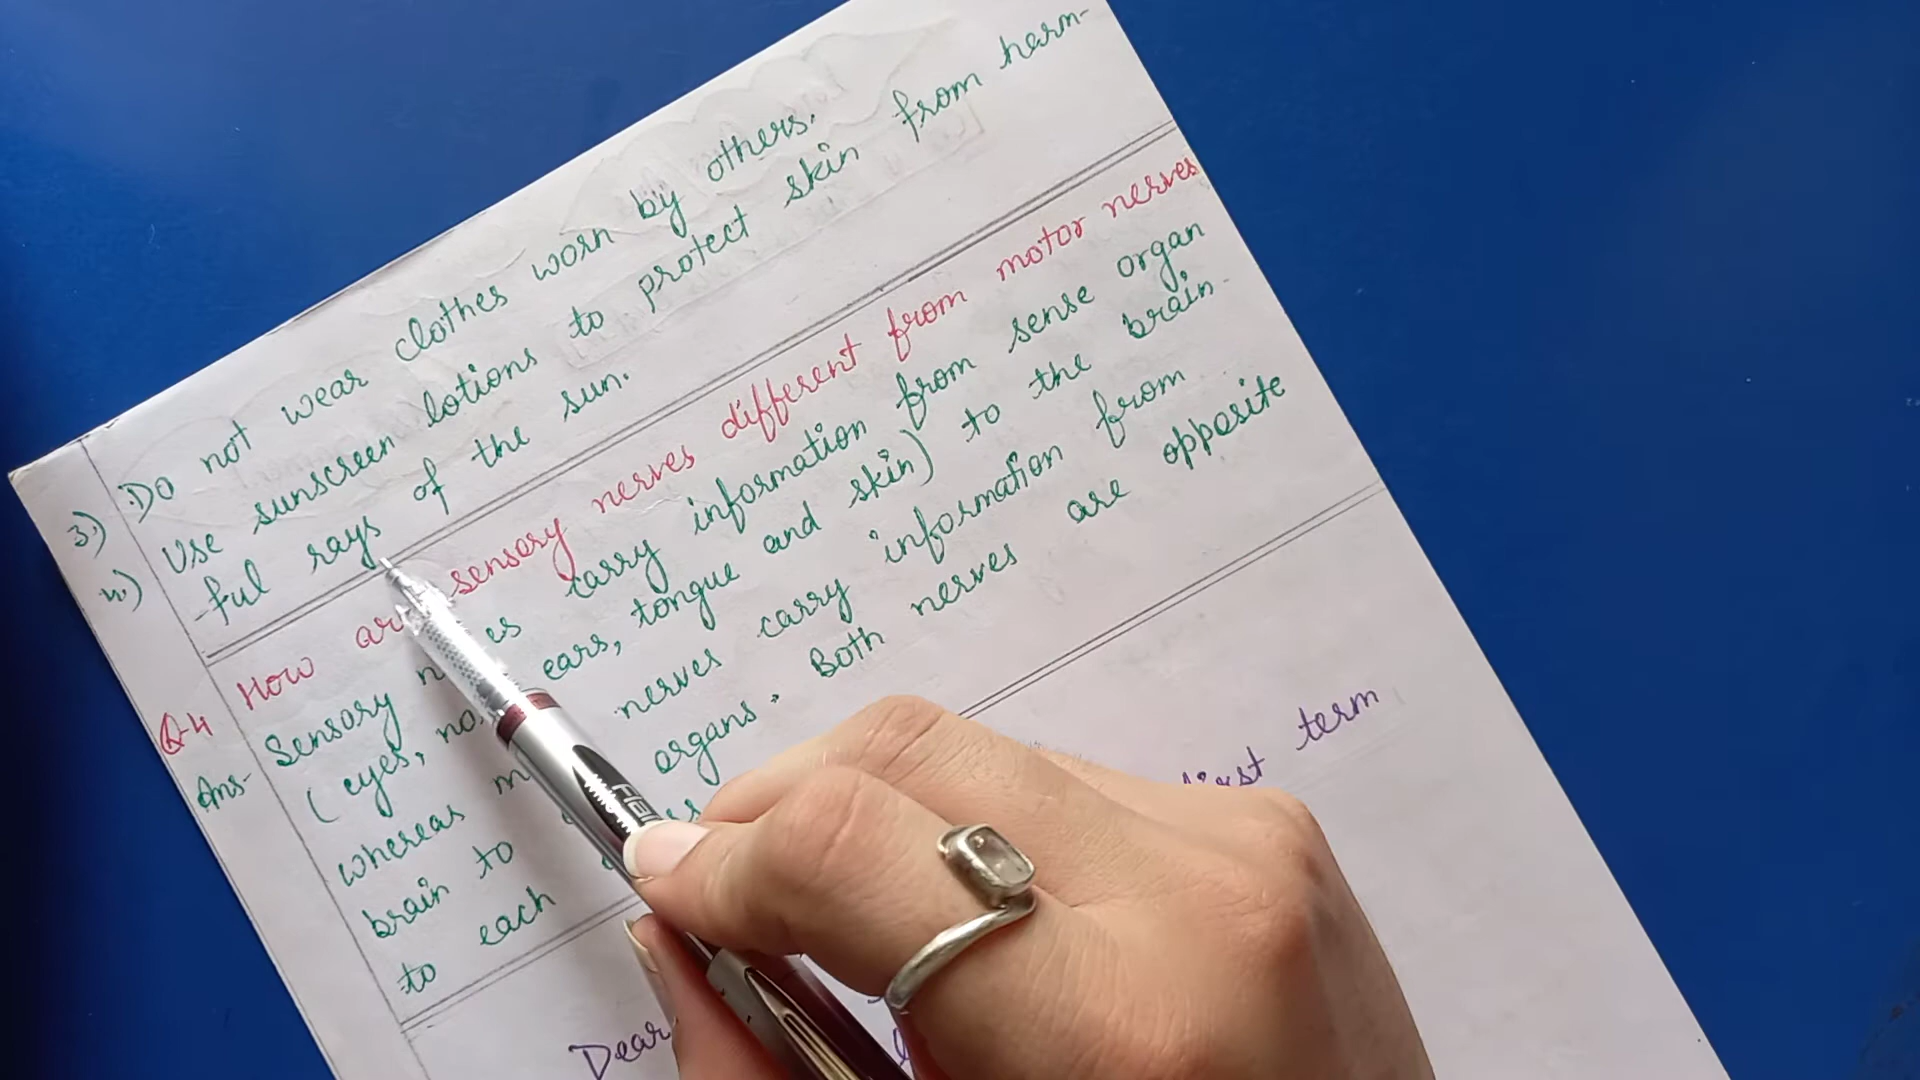 3.) Do not wear clothes worn by others.
4.) Use sunscreen lotions to protect skin from harm-
-ful rays of the sun.
Q-4 How are sensory nerves different from motor nerves
Ans- Sensory carry information from sense organ
(eyes, ears, tongue and skin) to the brain.
whereas nerves carry information from
brain to organs. Both nerves are opposite
to each
first term
Dear